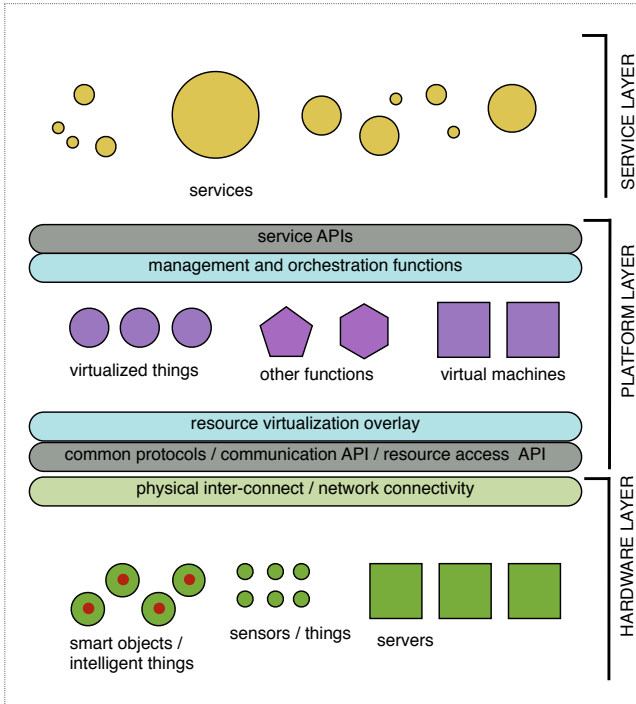 SERVICE LAYER
services
service APIs
management and orchestration functions
PLATFORM LAYER
virtualized things
other functions
virtual machines
resource virtualization overlay
common protocols / communication API / resource access API
physical inter-connect / network connectivity
HARDWARE LAYER
smart objects /
intelligent things
sensors / things
servers